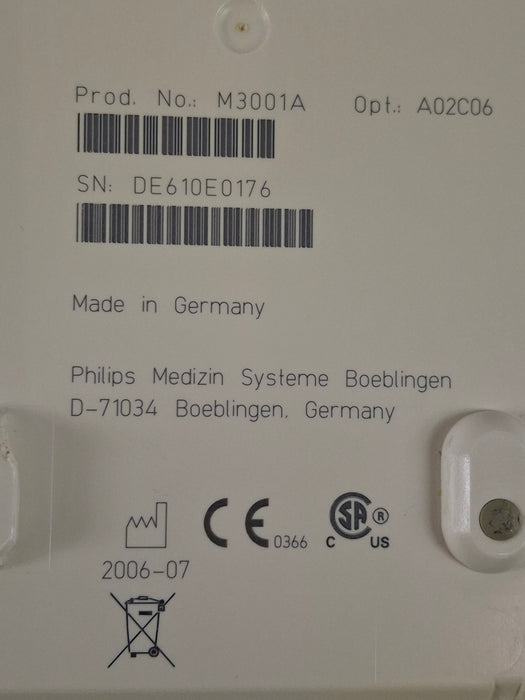 Prod. No.: M3001A Opt.: A02C06
SN: DE610E0176
Made in Germany
Philips Medizin Systeme Boeblingen
D-71034 Boeblingen, Germany
CE 0366
SA ®
C US
2006-07